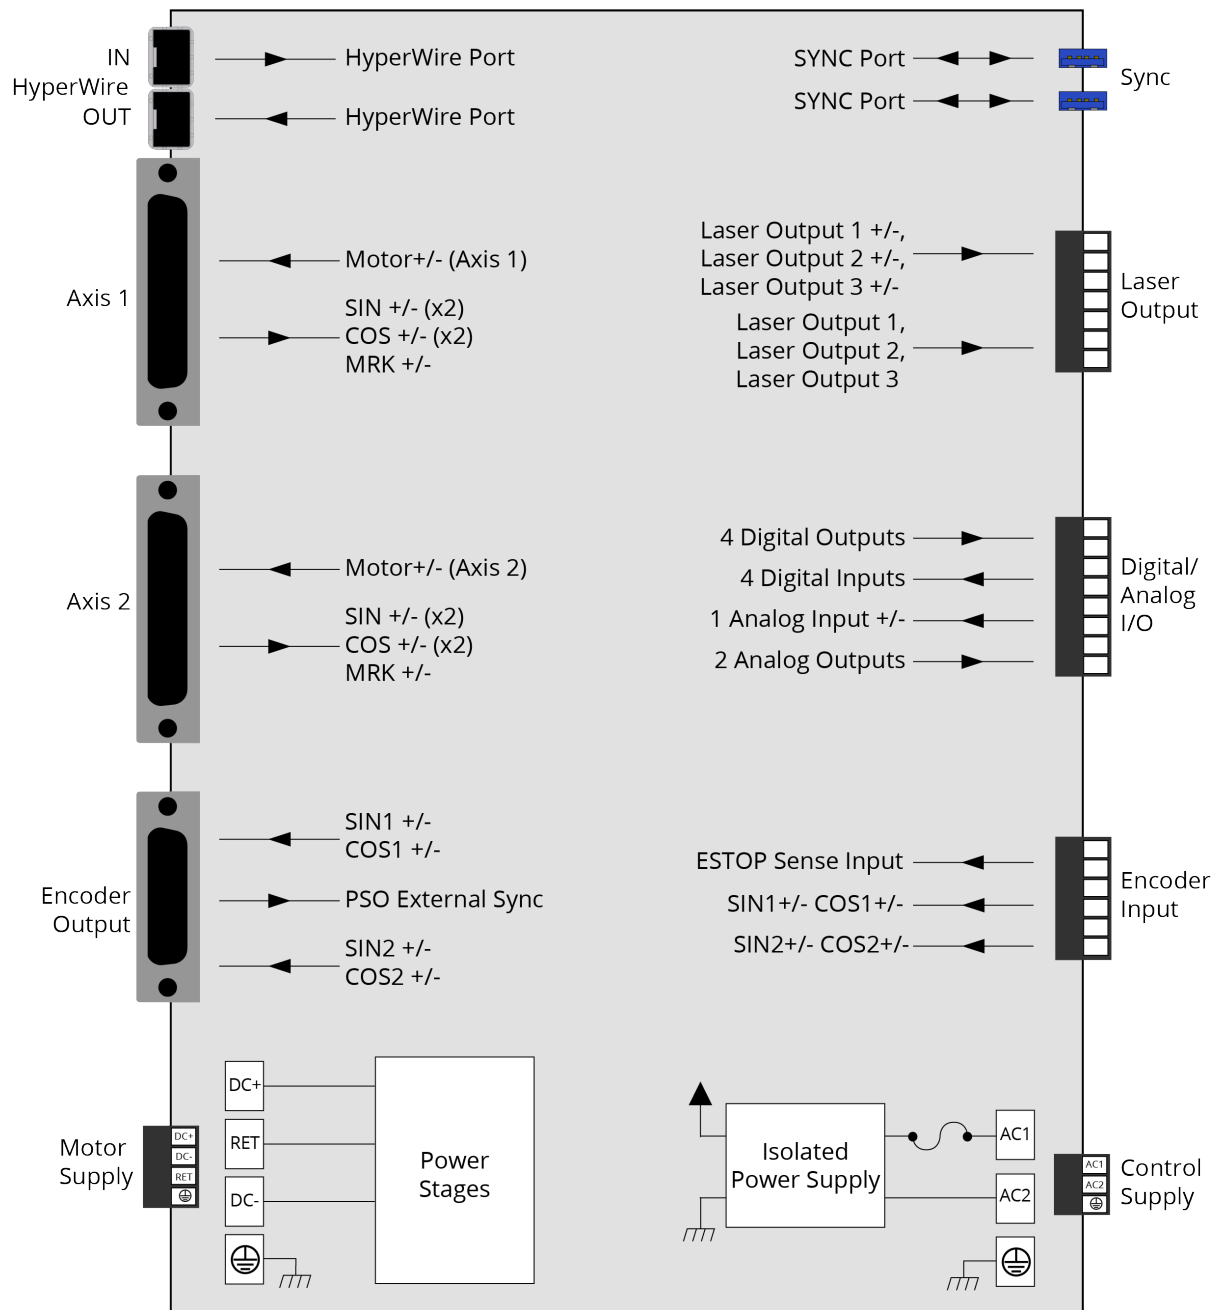 IN
HyperWire
OUT
HyperWire Port
HyperWire Port
SYNC Port
SYNC Port
Sync
Axis 1
Motor+/- (Axis 1)
SIN +/- (x2)
COS +/- (x2)
MRK +/-
Laser Output 1 +/-,
Laser Output 2 +/-,
Laser Output 3 +/-
Laser Output 1,
Laser Output 2,
Laser Output 3
Laser
Output
Axis 2
Motor+/- (Axis 2)
SIN +/- (x2)
COS +/- (x2)
MRK +/-
4 Digital Outputs
4 Digital Inputs
1 Analog Input +/-
2 Analog Outputs
Digital/
Analog
I/O
Encoder
Output
SIN1 +/-
COS1 +/-
PSO External Sync
SIN2 +/-
COS2 +/-
ESTOP Sense Input
SIN1+/- COS1+/-
SIN2+/- COS2+/-
Encoder
Input
Motor
Supply
DC+
DC-
RET
DC+
RET
DC-
Power
Stages
Isolated
Power Supply
AC1
AC2
AC1
AC2
Control
Supply